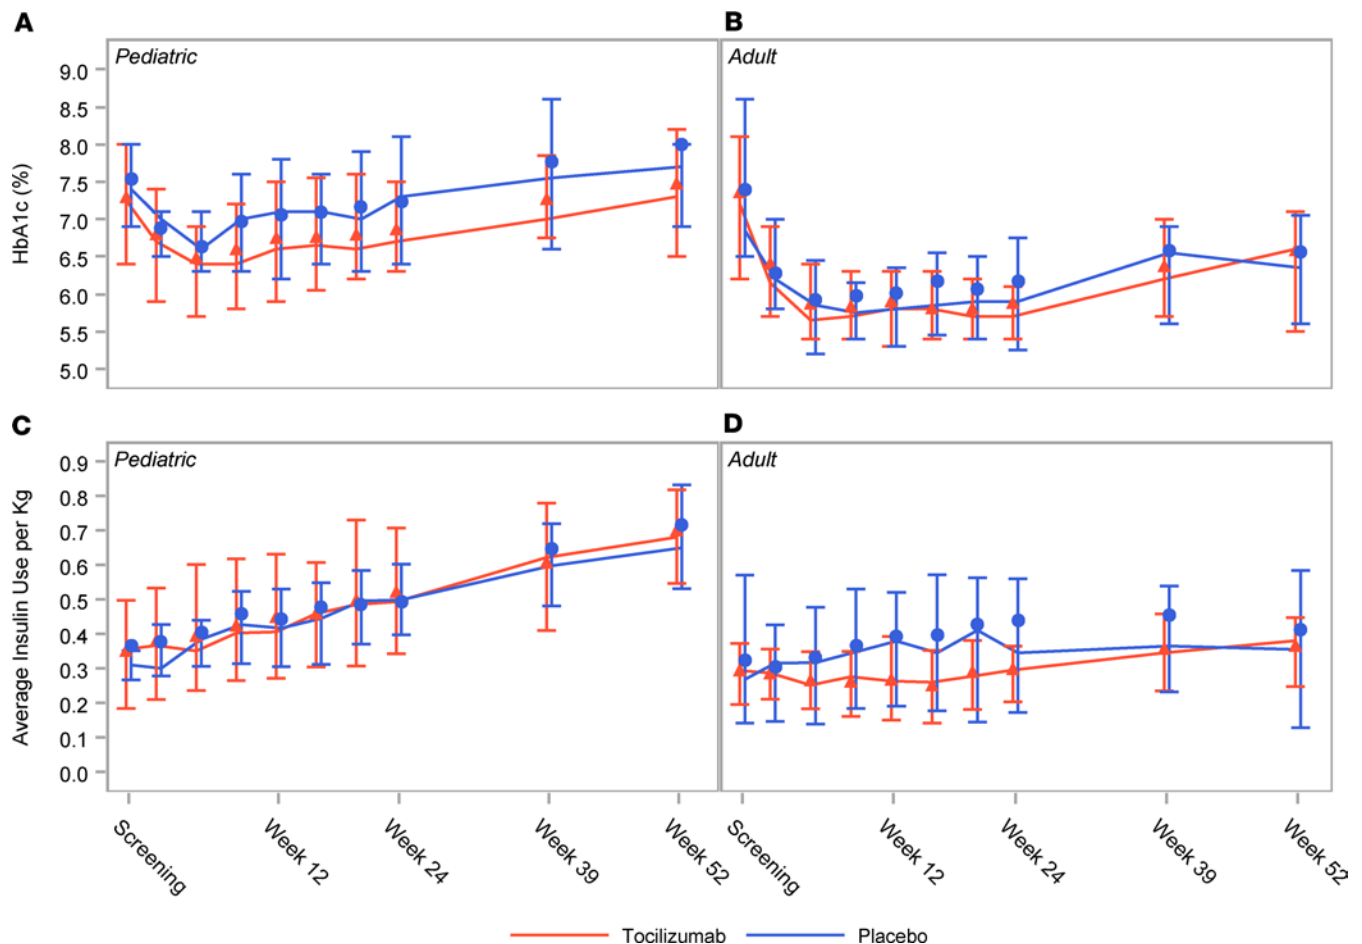 A
B
Pediatric
Adult
HbA1c (%)
9.0
8.5
8.0
7.5
7.0
6.5
6.0
5.5
5.0
C
D
Pediatric
Adult
Average Insulin Use per Kg
0.9
0.8
0.7
0.6
0.5
0.4
0.3
0.2
0.1
0.0
Screening
Week 12
Week 24
Week 39
Week 52
Screening
Week 12
Week 24
Week 39
Week 52
Tocilizumab
Placebo